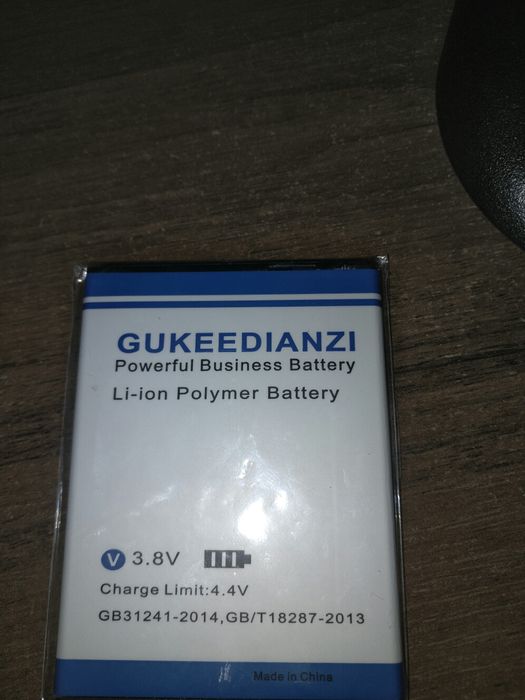 GUKEEDIANZI
Powerful Business Battery
Li-ion Polymer Battery
V 3.8V
Charge Limit:4.4V
GB31241-2014,GB/T18287-2013
Made in China